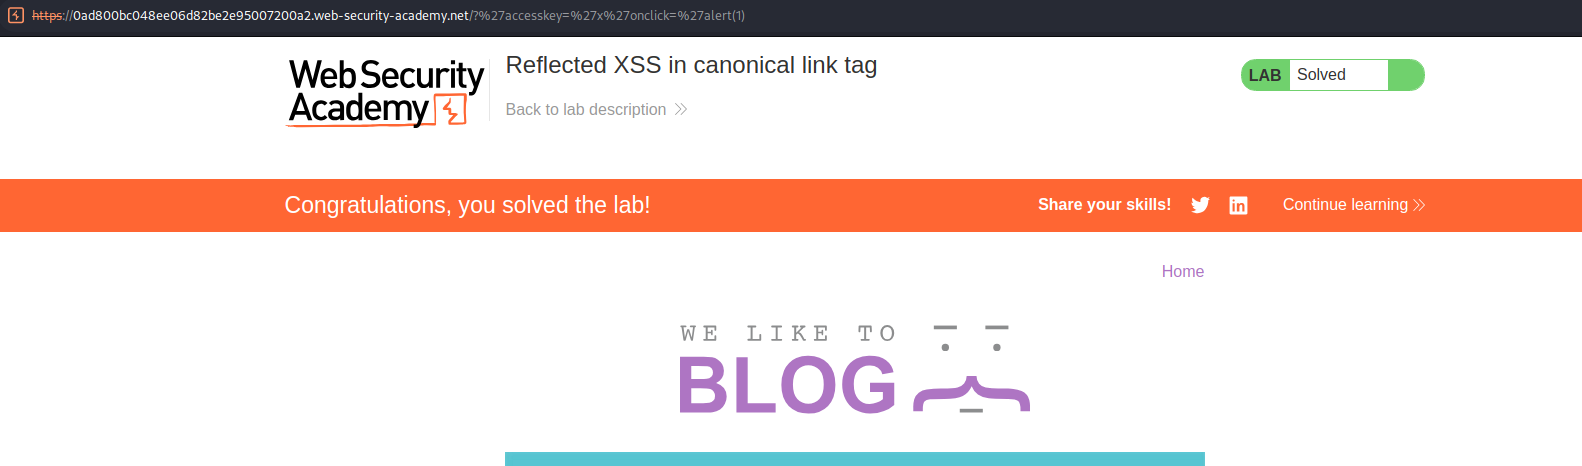 https://0ad800bc048ee06d82be2e95007200a2.web-security-academy.net/?%27accesskey=%27x%27onclick=%27alert(1)
Web Security
Academy
Reflected XSS in canonical link tag
Back to lab description
LAB Solved
Congratulations, you solved the lab!
Share your skills!
Continue learning
Home
WE LIKE TO
BLOG